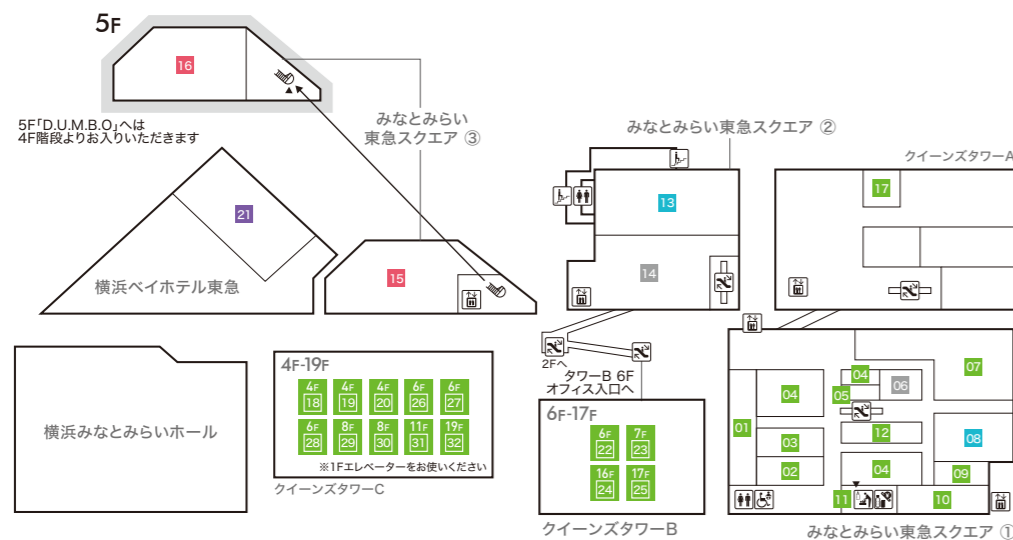 5F
16
5F「D.U.M.B.O」へは
4F階段よりお入りいただきます
みなとみらい
東急スクエア ③
みなとみらい東急スクエア ②
クイーンズタワーA
17
13
21
14
15
横浜ベイホテル東急
2Fへ
タワーB 6F
オフィス入口へ
横浜みなとみらいホール
4F-19F
4F 4F 4F 6F 6F
18 19 20 26 27
6F 8F 8F 11F 19F
28 29 30 31 32
※1Fエレベーターをお使いください
クイーンズタワーC
6F-17F
6F 7F
22 23
16F 17F
24 25
クイーンズタワーB
07
04
06
04
05
01
12
08
03
02
04
09
11
10
みなとみらい東急スクエア ①